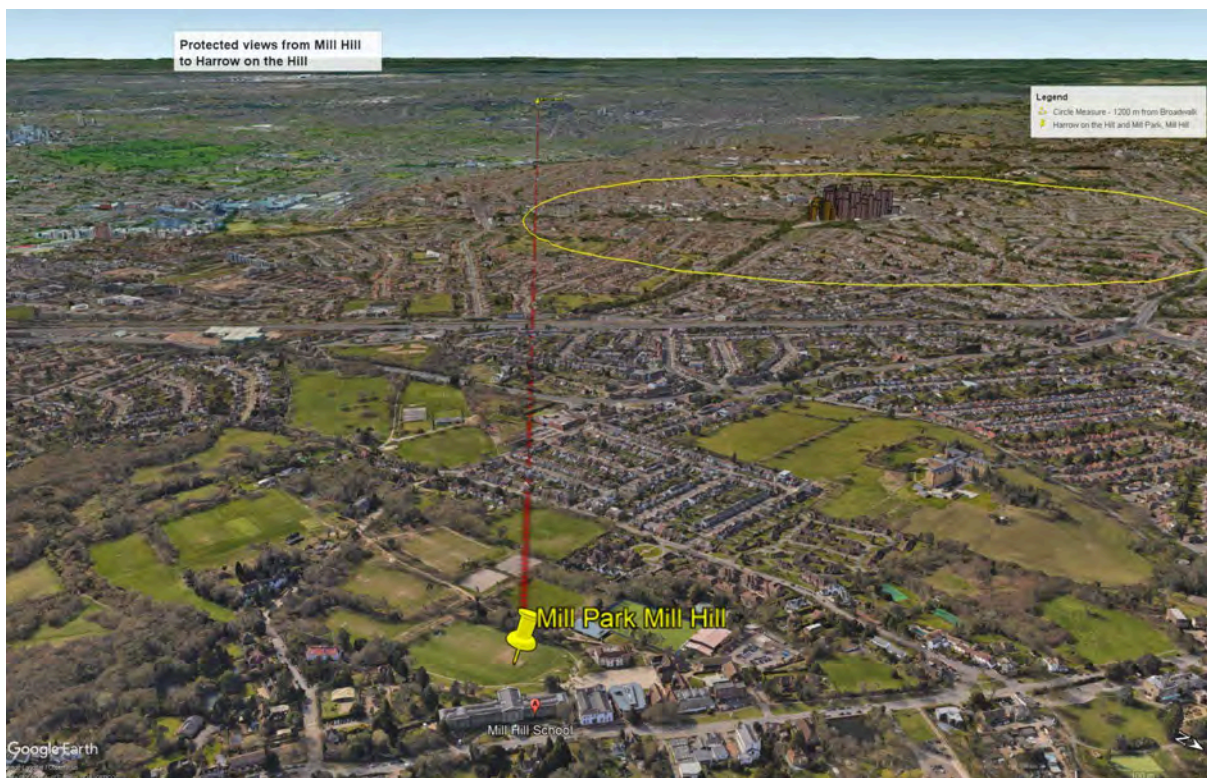 Protected views from Mill Hill
to Harrow on the Hill
Legend
Circle Measure - 1200 m from Broadwalk
Harrow on the Hill and Mill Park, Mill Hill
Mill Park Mill Hill
A
Mill Hill School
Google Earth
N